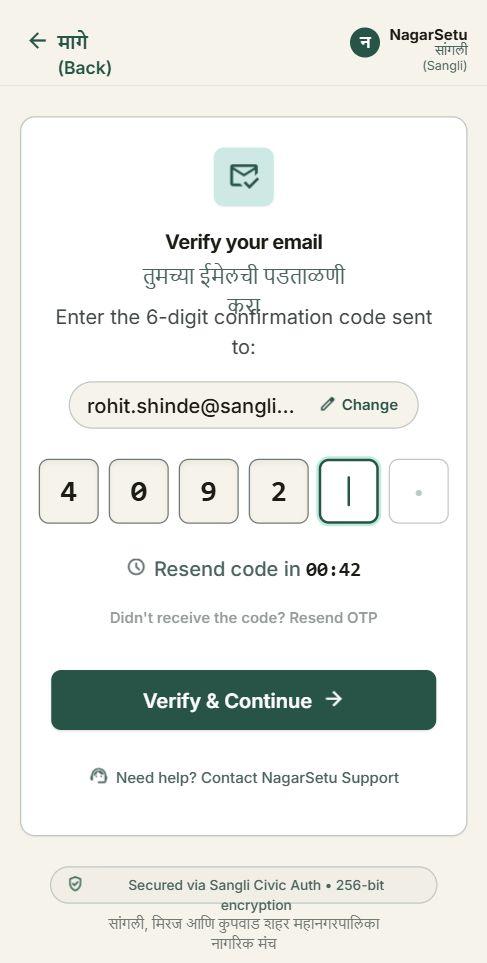 ← मागे
(Back)
न NagarSetu
सांगली
(Sangli)
Verify your email
तुमच्या ईमेलची पडताळणी
करा
Enter the 6-digit confirmation code sent
to:
rohit.shinde@sangli... Change
4 0 9 2
Resend code in 00:42
Didn't receive the code? Resend OTP
Verify & Continue →
Need help? Contact NagarSetu Support
Secured via Sangli Civic Auth • 256-bit
encryption
सांगली, मिरज आणि कुपवाड शहर महानगरपालिका
नागरिक मंच